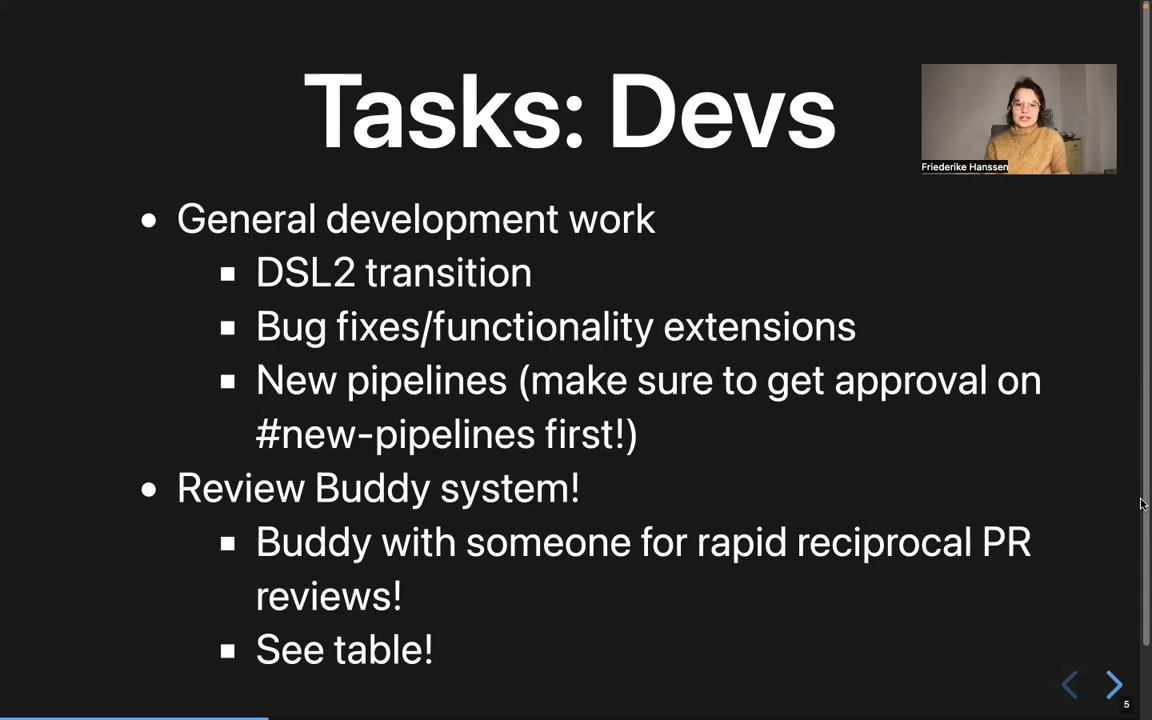 Tasks: Devs
Friederike Hanssen
• General development work
▪ DSL2 transition
▪ Bug fixes/functionality extensions
▪ New pipelines (make sure to get approval on
#new-pipelines first!)
• Review Buddy system!
▪ Buddy with someone for rapid reciprocal PR
reviews!
▪ See table!
5